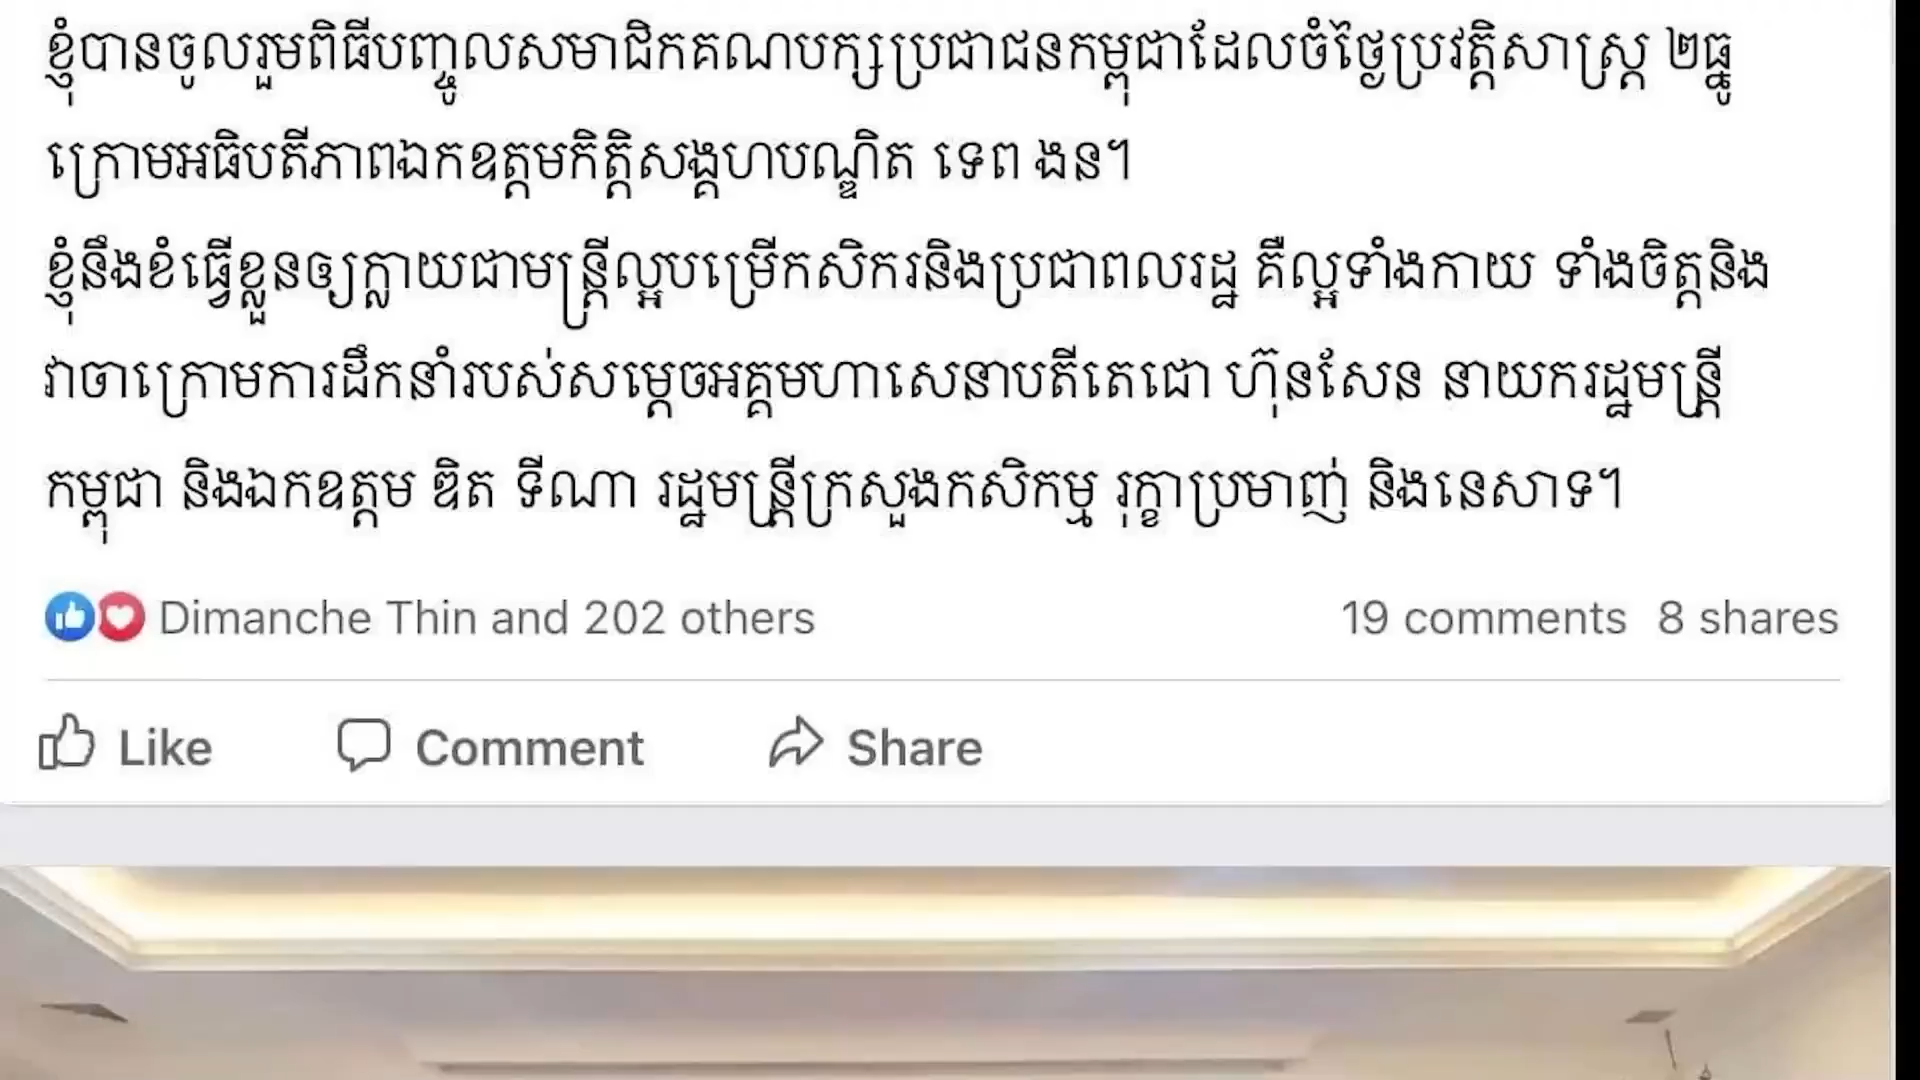 ខ្ញុំបានចូលរួមពិធីបញ្ចូលសមាជិកគណបក្សប្រជាជនកម្ពុជាដែលចំថ្ងៃប្រវត្តិសាស្ត្រ ២ធ្នូ
ក្រោមអធិបតីភាពឯកឧត្តមកិត្តិសង្គហបណ្ឌិត ទេព ងន។
ខ្ញុំនឹងខំធ្វើខ្លួនឲ្យក្លាយជាមន្ត្រីល្អបម្រើកសិករនិងប្រជាពលរដ្ឋ គឺល្អទាំងកាយ ទាំងចិត្តនិង
វាចាក្រោមការដឹកនាំរបស់សម្តេចអគ្គមហាសេនាបតីតេជោ ហ៊ុនសែន នាយករដ្ឋមន្ត្រី
កម្ពុជា និងឯកឧត្តម ឌិត ទីណា រដ្ឋមន្ត្រីក្រសួងកសិកម្ម រុក្ខាប្រមាញ់ និងនេសាទ។
Dimanche Thin and 202 others 19 comments 8 shares
Like Comment Share